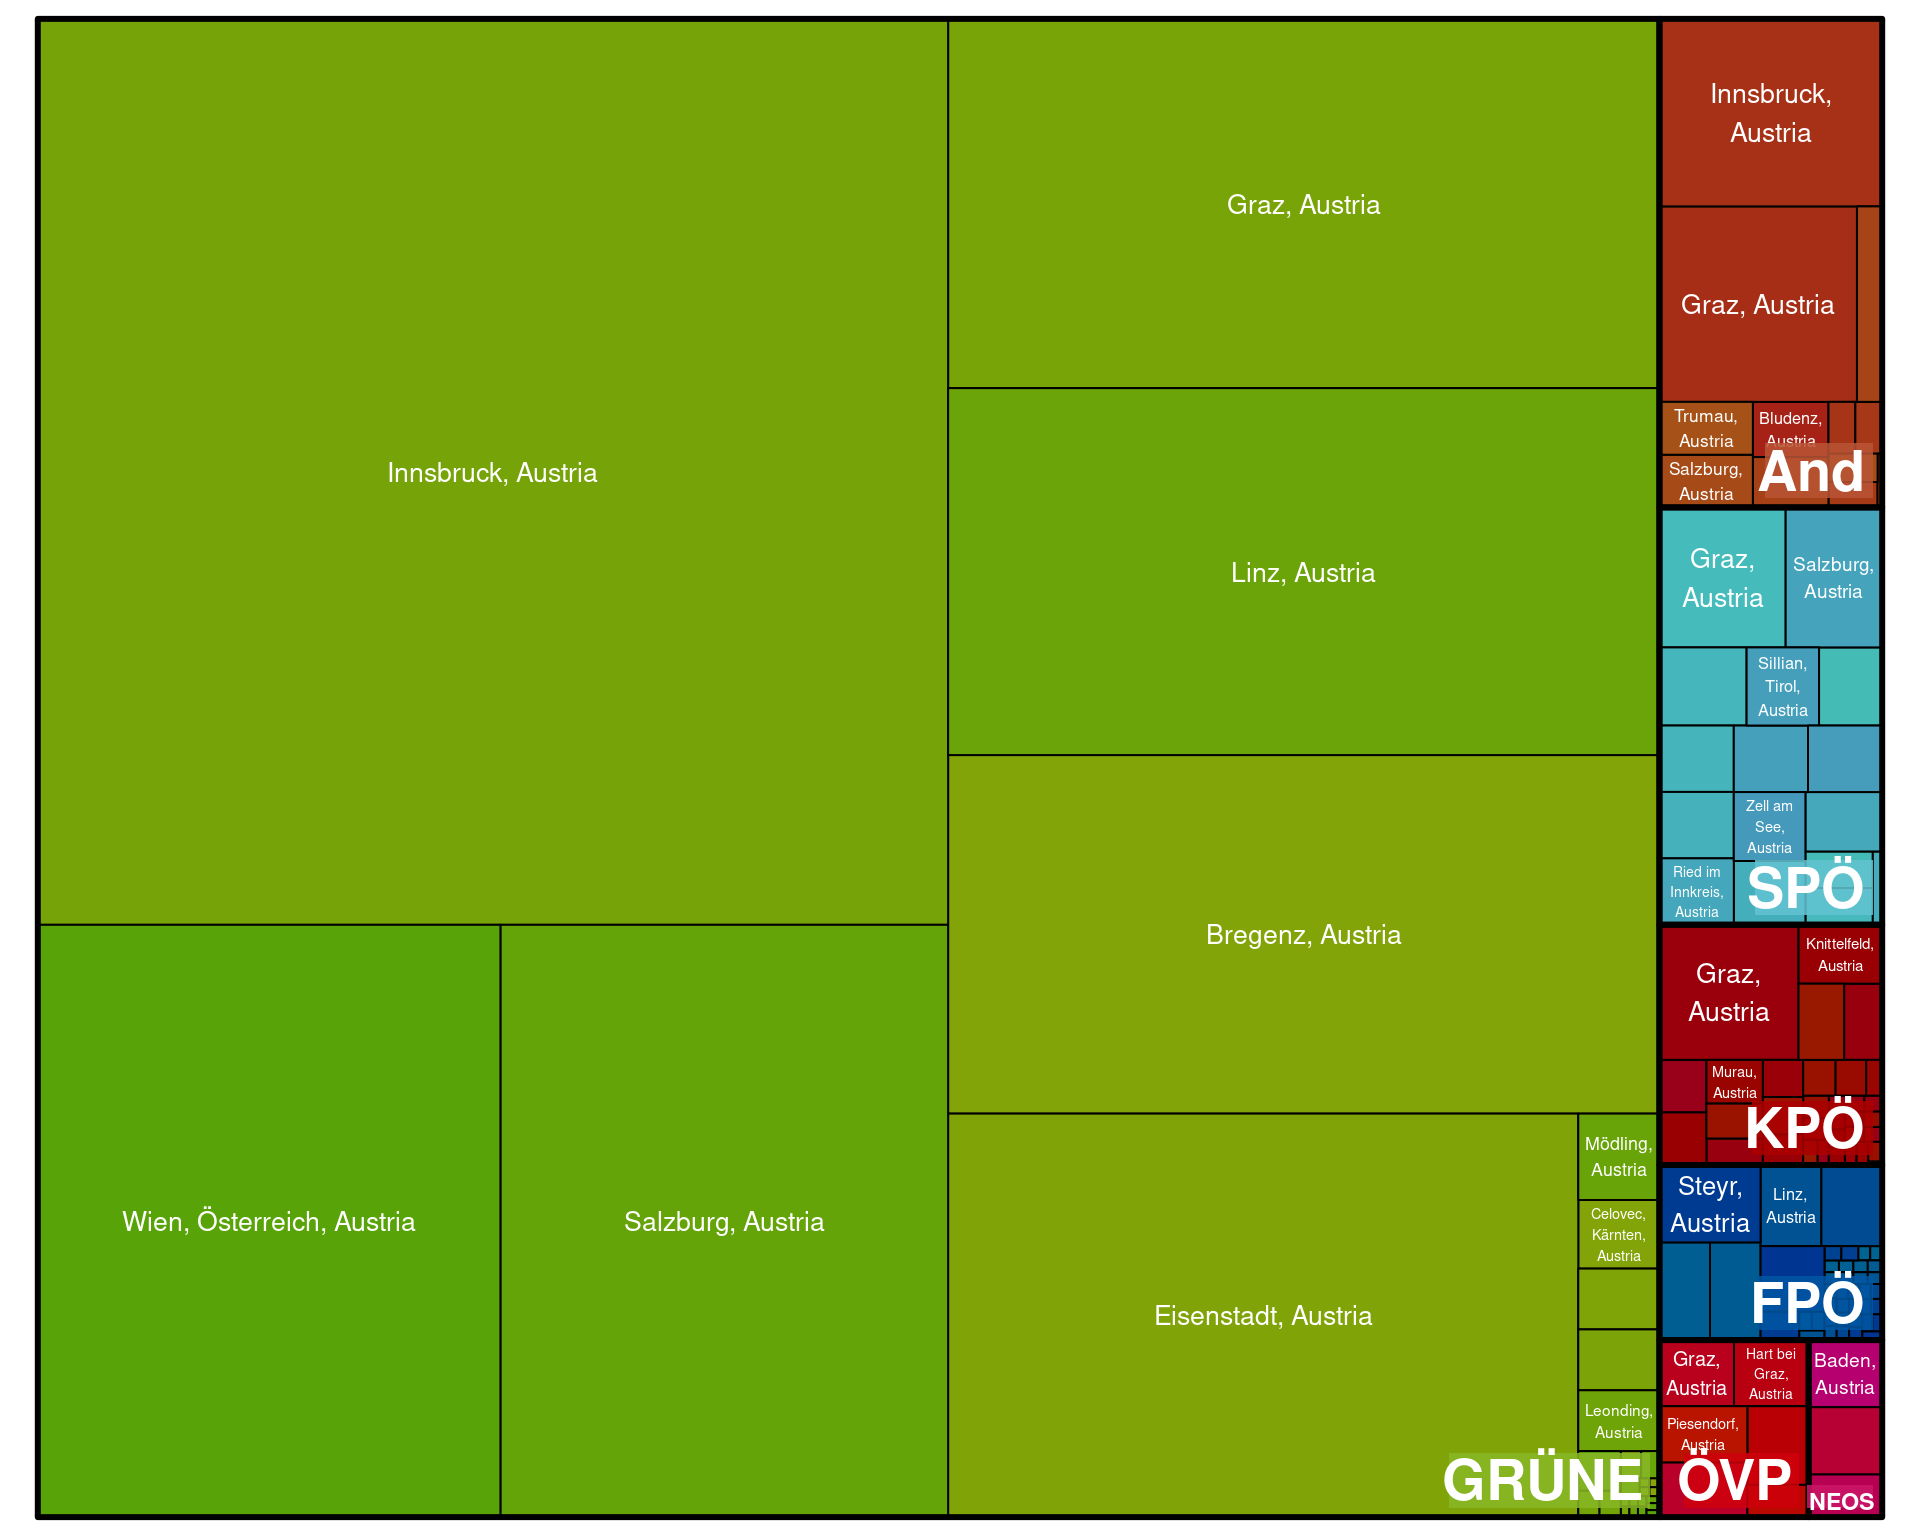 Innsbruck, Austria
Graz, Austria
Linz, Austria
Bregenz, Austria
Wien, Österreich, Austria
Salzburg, Austria
Eisenstadt, Austria
Mödling,
Austria
Celovec,
Kärnten,
Austria
Leonding,
Austria
GRÜNE
Innsbruck,
Austria
Graz, Austria
Trumau,
Austria
Bludenz,
Austria
Salzburg,
Austria
And
Graz,
Austria
Salzburg,
Austria
Sillian,
Tirol,
Austria
Zell am
See,
Austria
Ried im
Innkreis,
Austria
SPÖ
Graz,
Austria
Knittelfeld,
Austria
Murau,
Austria
KPÖ
Steyr,
Austria
Linz,
Austria
FPÖ
Graz,
Austria
Hart bei
Graz,
Austria
Piesendorf,
Austria
ÖVP
Baden,
Austria
NEOS